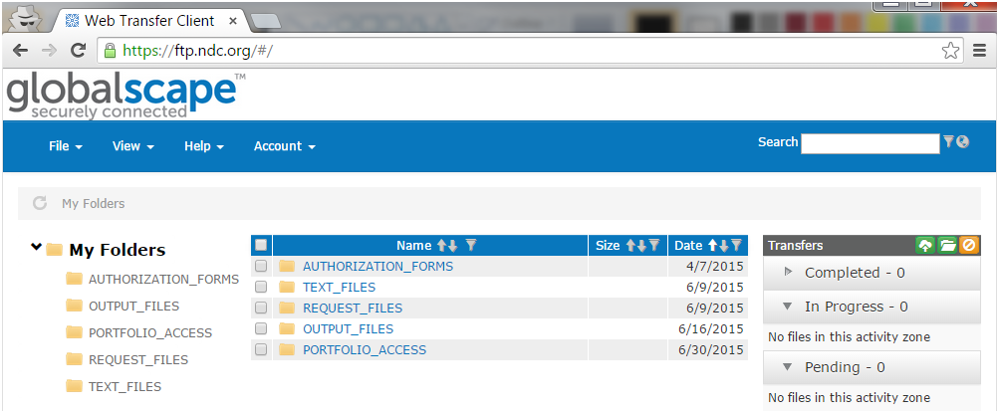 Web Transfer Client
https://ftp.ndc.org/#/
globalscape™
securely connected
File View Help Account Search
My Folders
My Folders
AUTHORIZATION_FORMS
OUTPUT_FILES
PORTFOLIO_ACCESS
REQUEST_FILES
TEXT_FILES
Name Size Date
AUTHORIZATION_FORMS 4/7/2015
TEXT_FILES 6/9/2015
REQUEST_FILES 6/9/2015
OUTPUT_FILES 6/16/2015
PORTFOLIO_ACCESS 6/30/2015
Transfers
Completed - 0
In Progress - 0
No files in this activity zone
Pending - 0
No files in this activity zone